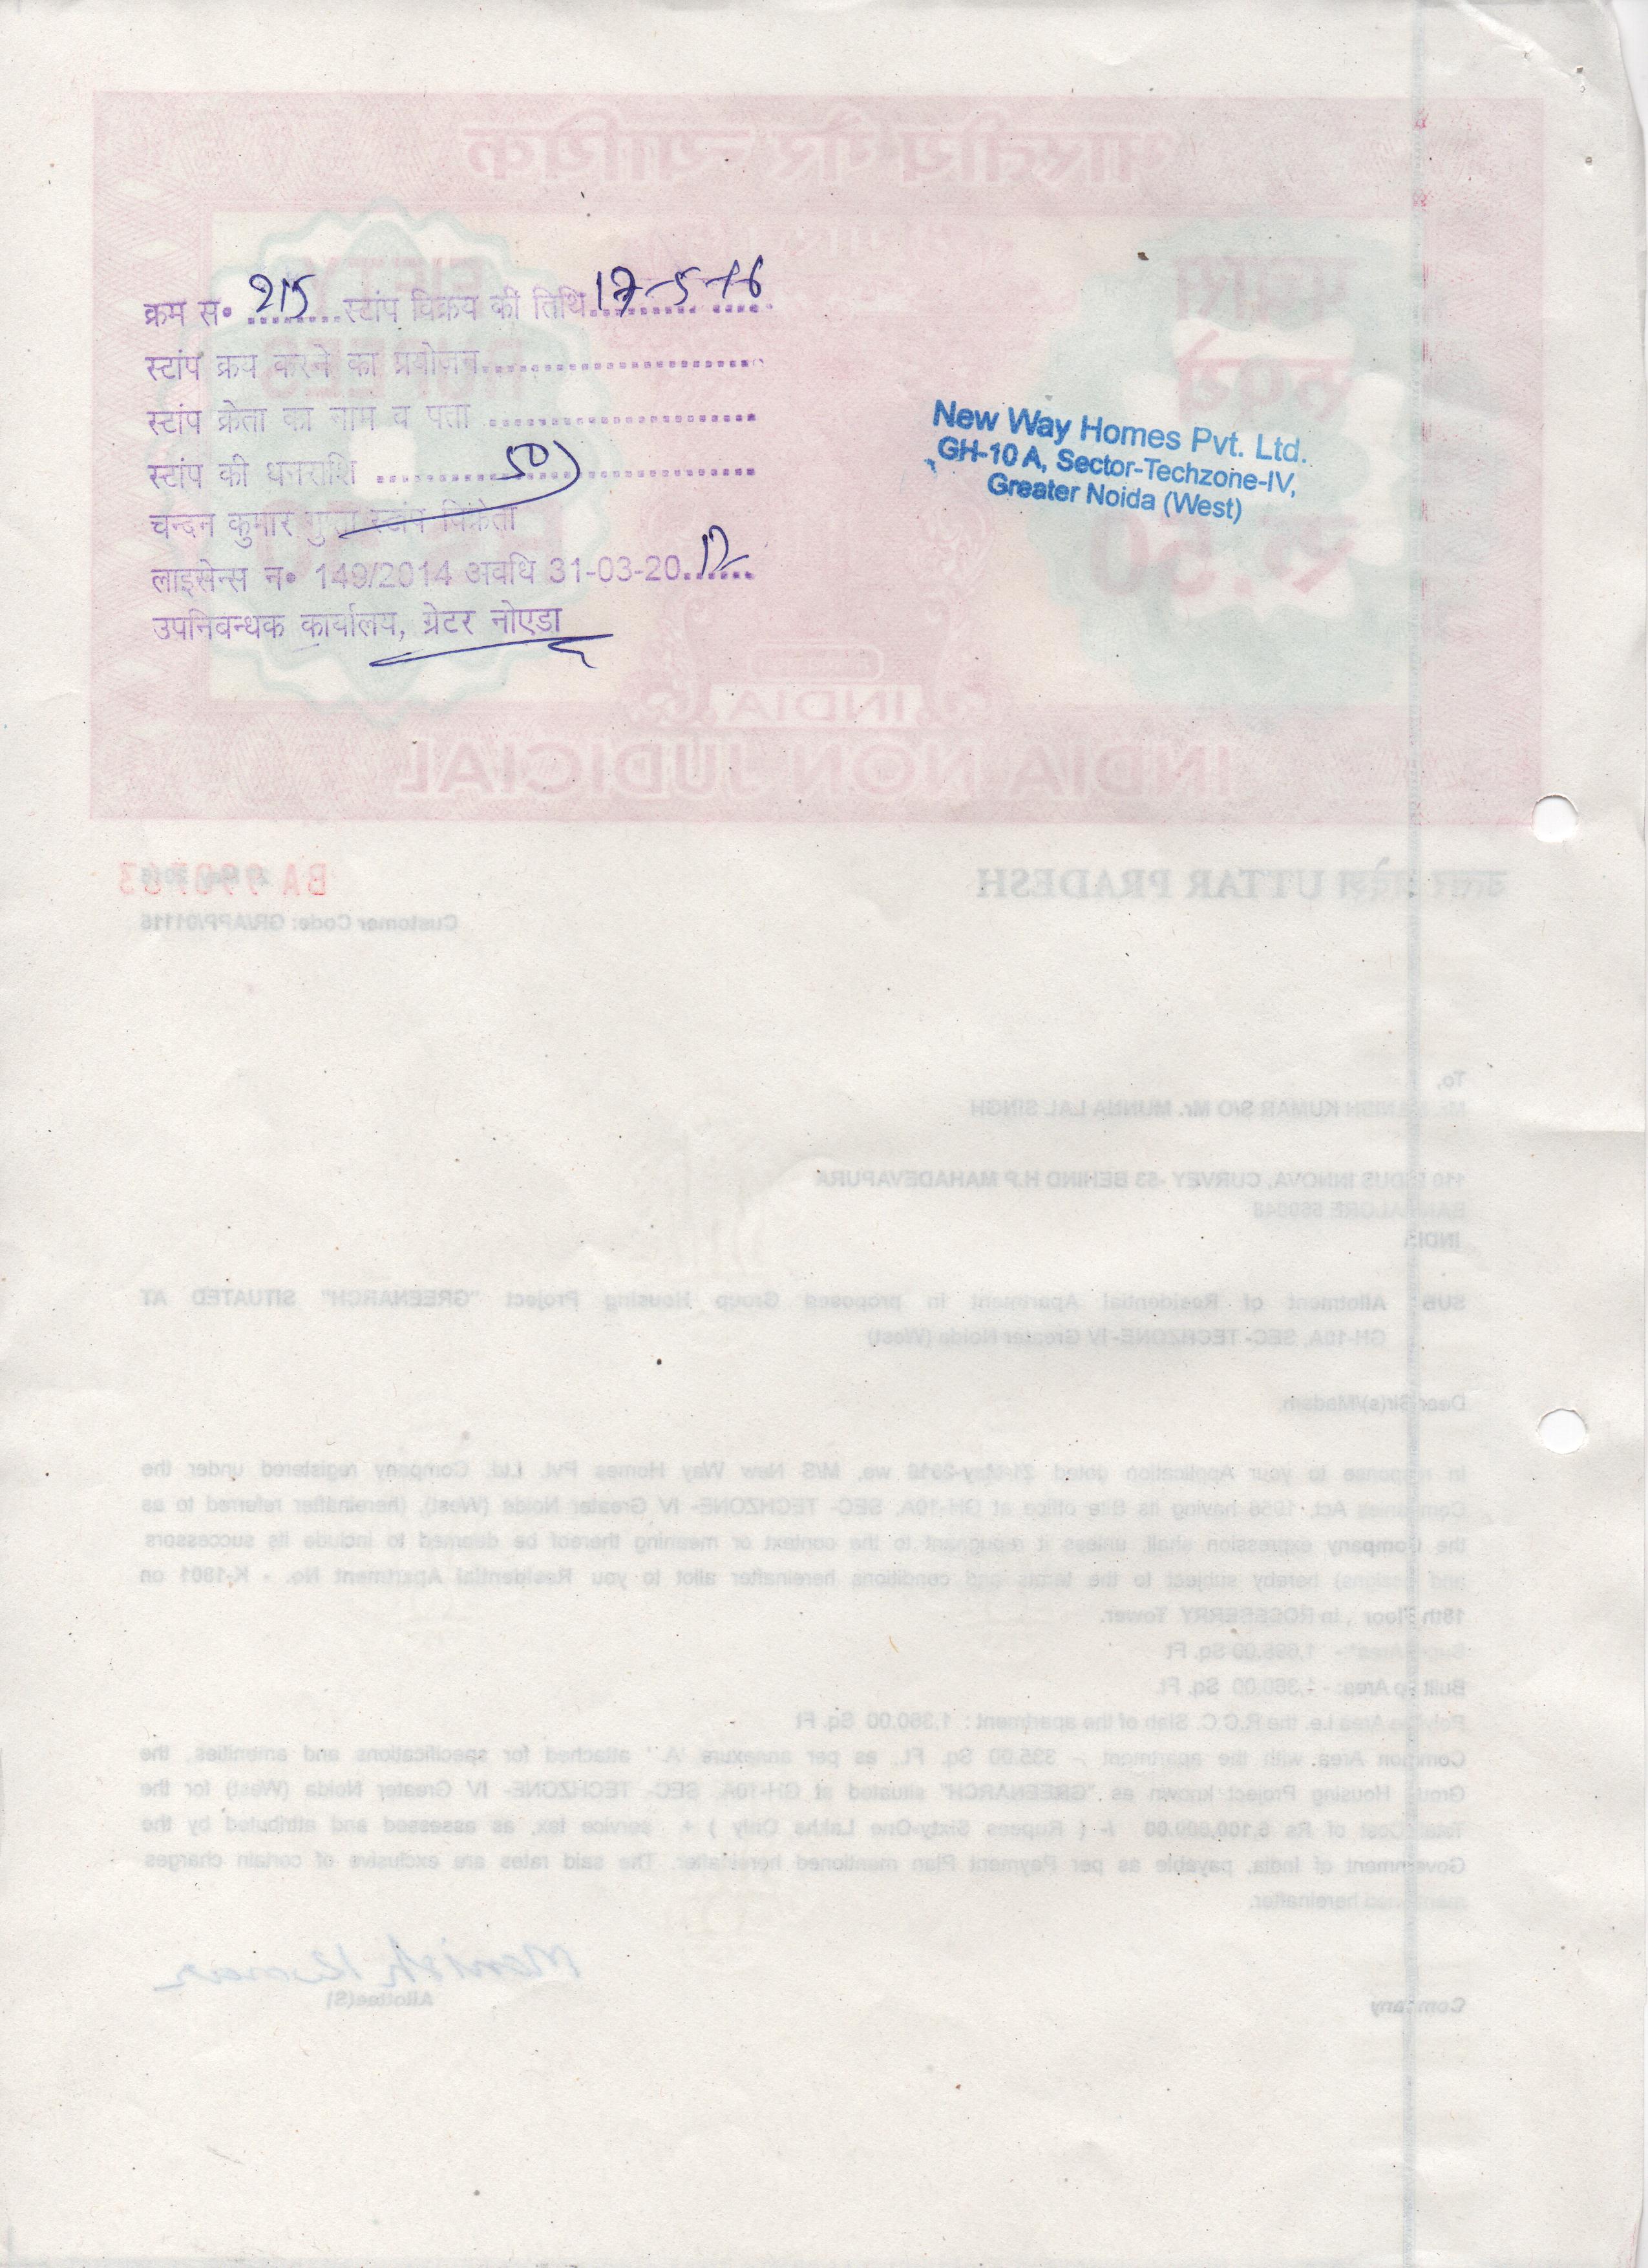 क्रम स० 215 स्टांप विक्रय की तिथि 17-5-16
स्टांप क्रय करने का प्रयोजन
स्टांप क्रेता का नाम व पता
स्टांप की धनराशि 50
चन्दन कुमार गुप्ता स्टांप विक्रेता
लाइसेन्स न० 149/2014 अवधि 31-03-20
उपनिवन्धक कार्यालय, ग्रेटर नोएडा
New Way Homes Pvt. Ltd.
GH-10 A, Sector-Techzone-IV,
Greater Noida (West)
भारतीय गैर न्यायिक
FIFTY
RUPEES
पचास
रुपये
रु.50
INDIA
INDIA NON JUDICIAL
उत्तर प्रदेश UTTAR PRADESH
BA
Customer Code: GR/APP/01116
To,
KUMAR S/O Mr. MUNNA LAL SINGH
110 INNOVA, CURVEY -53 BEHIND H.P MAHADEVAPURA
INDIA
SUB Allotment of Residential Apartment in proposed Group Housing Project "GREENARCH" SITUATED AT
GH-10A, SEC- TECHZONE- IV Greater Noida (West)
Dear Sir(s)/Madam,
In response to your Application dated 21-May-2016 we, M/S New Way Homes Pvt. Ltd. Company registered under the
Companies Act, 1956 having its Site office at GH-10A, SEC- TECHZONE- IV Greater Noida (West), (hereinafter referred to as
the Company expression shall, unless it repugnant to the context or meaning thereof be deemed to include its successors
and assigns) hereby subject to the terms and conditions hereinafter allot to you Residential Apartment No. - K-1801 on
18th Floor , in ROSEBERRY Tower.
Super Area* - 1,695.00 Sq. Ft
Built Up Area: - 1,360.00 Sq. Ft.
Area i.e. the R.C.C. Slab of the apartment : 1,360.00 Sq. Ft
Common Area with the apartment :- 335.00 Sq. Ft., as per annexure 'A' attached for specifications and amenities, the
Group Housing Project known as "GREENARCH" situated at GH-10A, SEC- TECHZONE- IV Greater Noida (West) for the
Total Cost of Rs 6,100,000.00 /- ( Rupees Sixty-One Lakhs Only ) + service tax, as assessed and attributed by the
Government of India, payable as per Payment Plan mentioned hereinafter. The said rates are exclusive of certain charges
mentioned hereinafter.
Manish Kumar
Company Allottee(S)